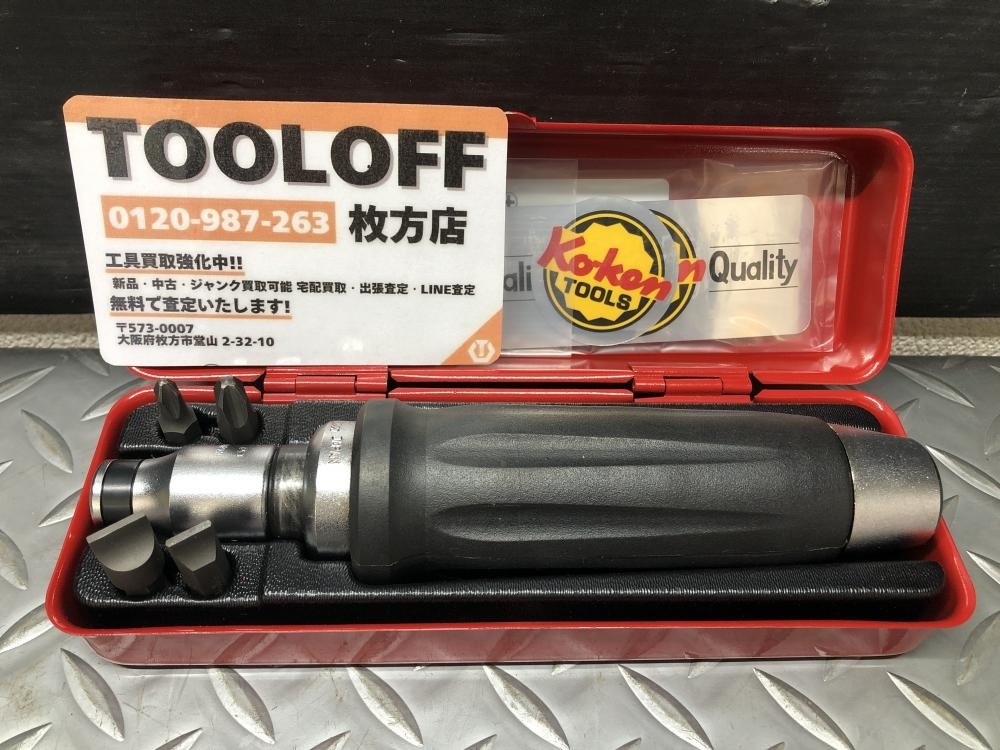 TOOLOFF
0120-987-263 枚方店
工具買取強化中!!
新品・中古・ジャンク買取可能 宅配買取・出張査定・LINE査定
無料で査定いたします!
〒573-0007
大阪府枚方市堂山 2-32-10
Ko-ken
TOOLS
Quality